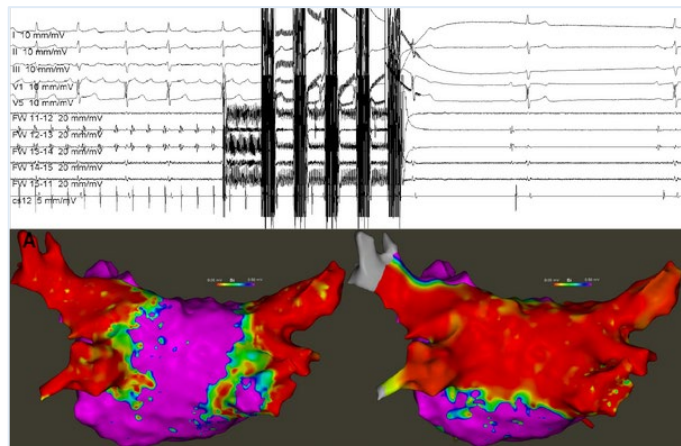 I 10 mm/mV
II 10 mm/mV
III 10 mm/mV
V1 10 mm/mV
V5 10 mm/mV
FW 11-12 20 mm/mV
FW 12-13 20 mm/mV
FW 13-14 20 mm/mV
FW 14-15 20 mm/mV
FW 15-11 20 mm/mV
cs12 5 mm/mV
A